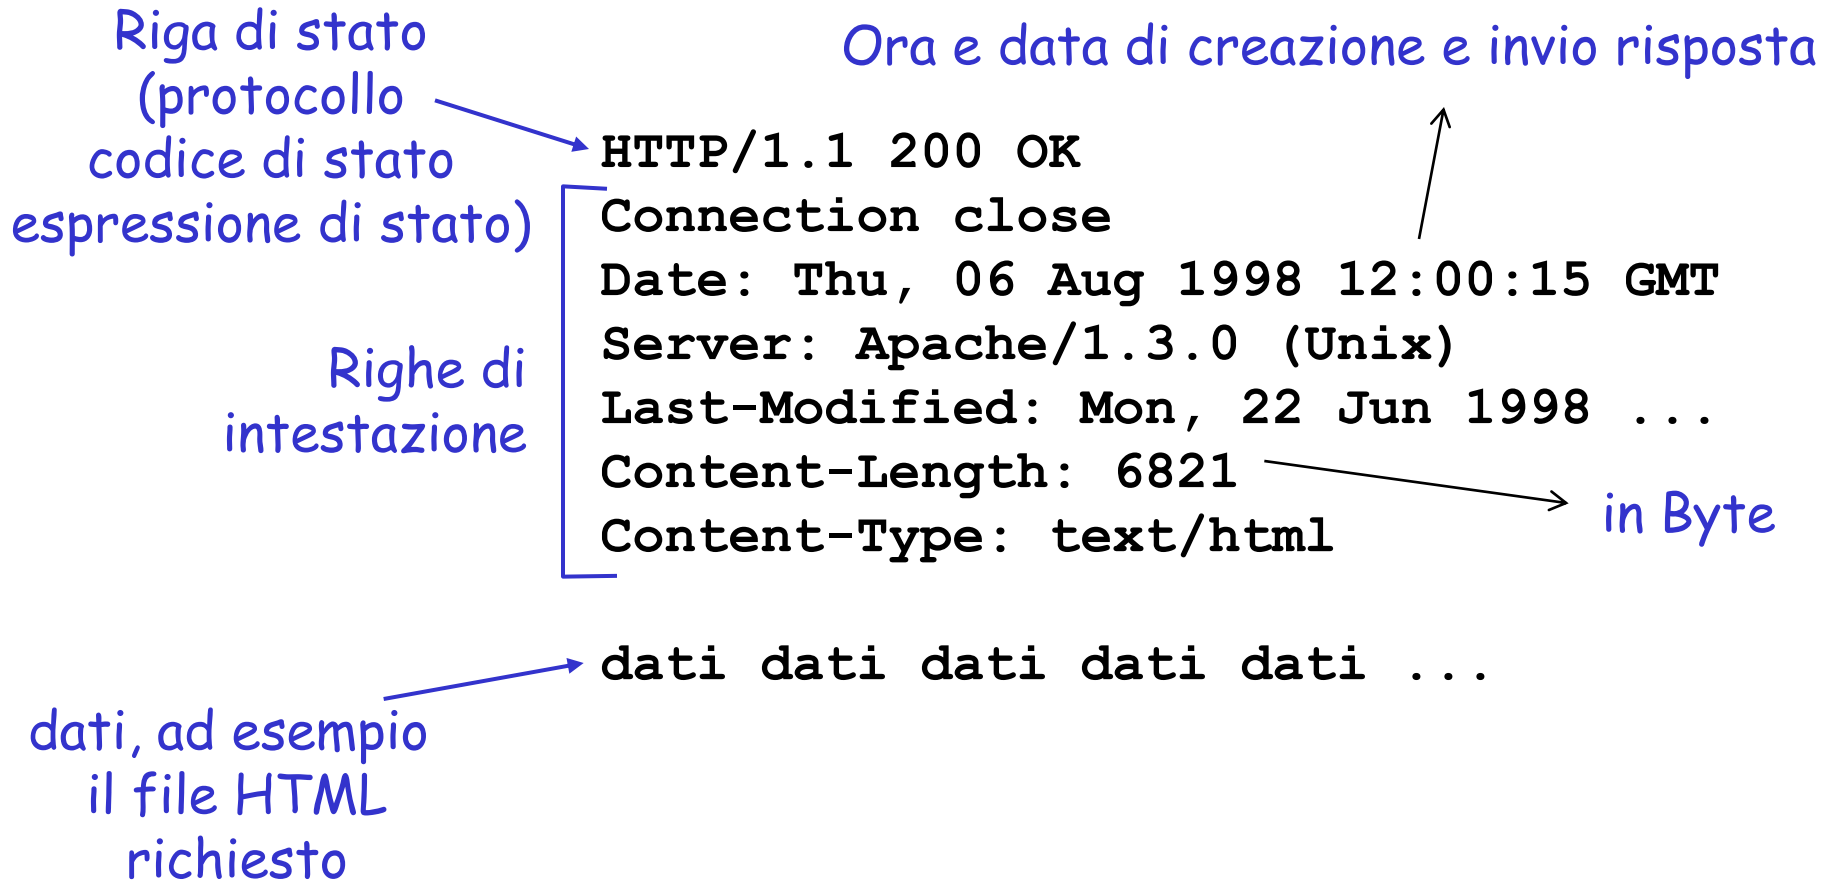 Riga di stato
(protocollo
codice di stato
espressione di stato)
Ora e data di creazione e invio risposta
HTTP/1.1 200 OK
Connection close
Date: Thu, 06 Aug 1998 12:00:15 GMT
Server: Apache/1.3.0 (Unix)
Last-Modified: Mon, 22 Jun 1998 ...
Content-Length: 6821
Content-Type: text/html
Righe di
intestazione
in Byte
dati dati dati dati dati ...
dati, ad esempio
il file HTML
richiesto